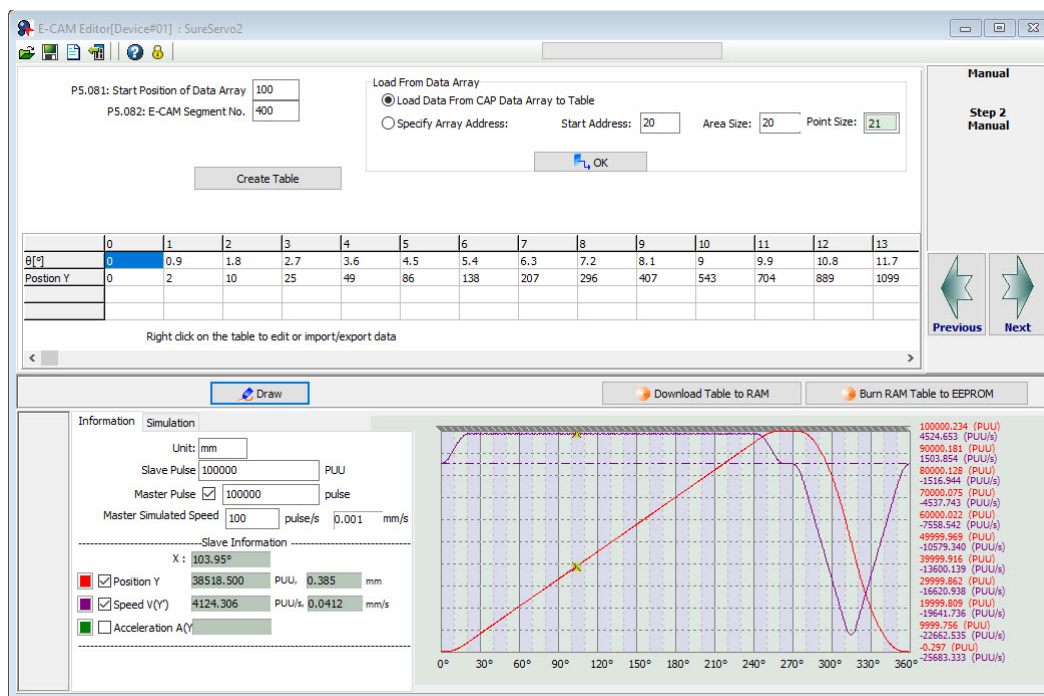 E-CAM Editor[Device#01] : SureServo2
P5.081: Start Position of Data Array 100
P5.082: E-CAM Segment No. 400
Create Table
Load From Data Array
Load Data From CAP Data Array to Table
Specify Array Address: Start Address: 20 Area Size: 20 Point Size: 21
OK
Manual
Step 2
Manual
Previous Next
0 1 2 3 4 5 6 7 8 9 10 11 12 13
θ[°] 0 0.9 1.8 2.7 3.6 4.5 5.4 6.3 7.2 8.1 9 9.9 10.8 11.7
Postion Y 0 2 10 25 49 86 138 207 296 407 543 704 889 1099
Right click on the table to edit or import/export data
Draw Download Table to RAM Burn RAM Table to EEPROM
Information Simulation
Unit: mm
Slave Pulse 100000 PUU
Master Pulse 100000 pulse
Master Simulated Speed 100 pulse/s 0.001 mm/s
Slave Information
X : 103.95°
Position Y 38518.500 PUU, 0.385 mm
Speed V(Y') 4124.306 PUU/s, 0.0412 mm/s
Acceleration A(Y
100000.234 (PUU)
4524.653 (PUU/s)
90000.181 (PUU)
1503.854 (PUU/s)
80000.128 (PUU)
-1516.944 (PUU/s)
70000.075 (PUU)
-4537.743 (PUU/s)
60000.022 (PUU)
-7558.542 (PUU/s)
49999.969 (PUU)
-10579.340 (PUU/s)
39999.916 (PUU)
-13600.139 (PUU/s)
29999.862 (PUU)
-16620.938 (PUU/s)
19999.809 (PUU)
-19641.736 (PUU/s)
9999.756 (PUU)
-22662.535 (PUU/s)
-0.297 (PUU)
-25683.333 (PUU/s)
0° 30° 60° 90° 120° 150° 180° 210° 240° 270° 300° 330° 360°